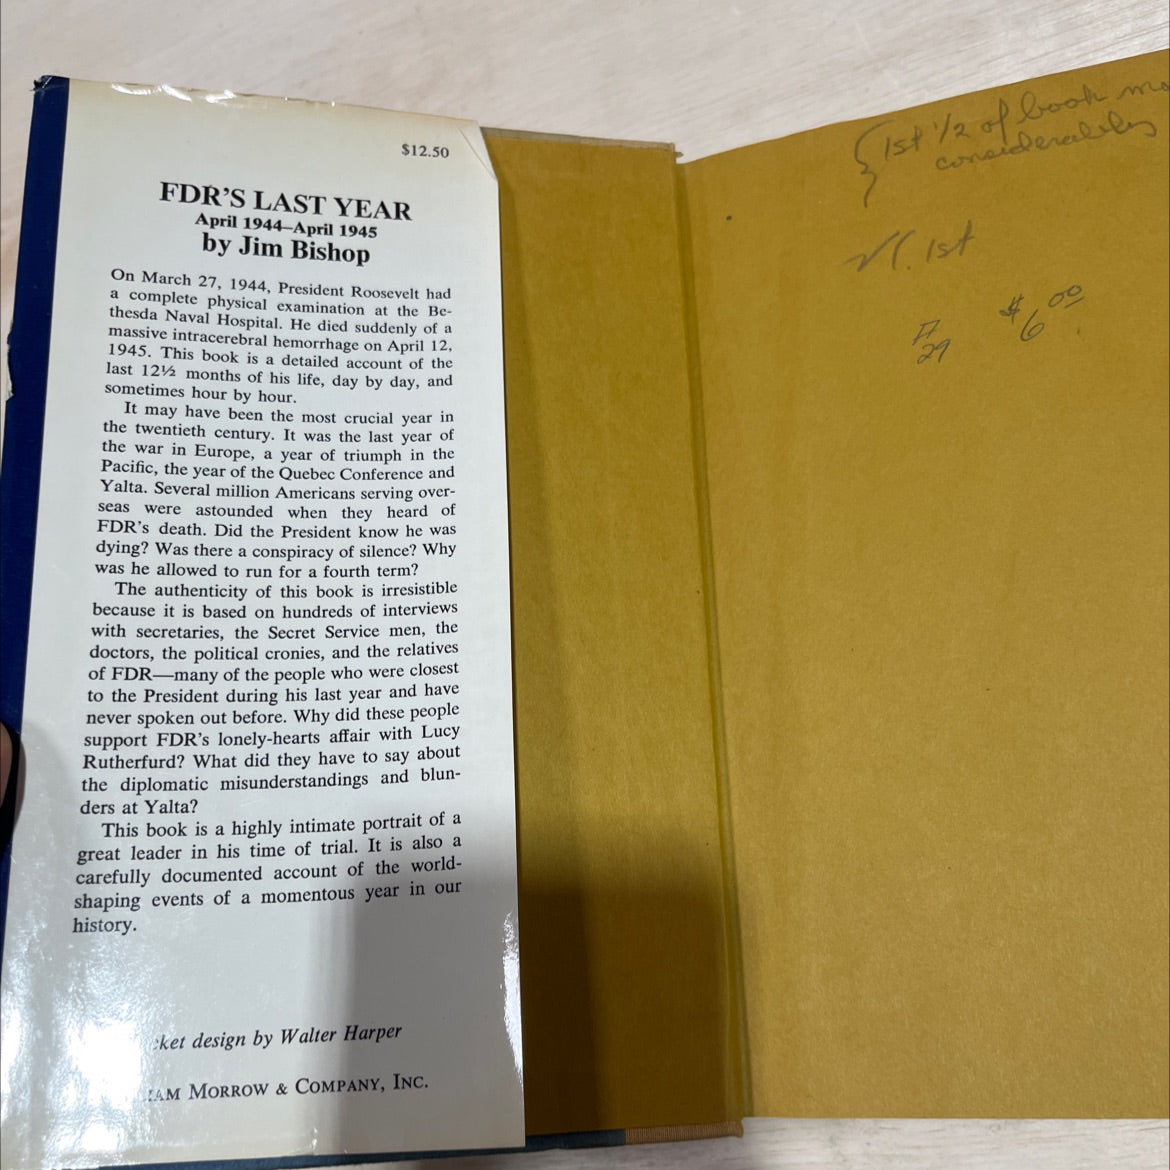 $12.50
FDR'S LAST YEAR
April 1944–April 1945
by Jim Bishop
On March 27, 1944, President Roosevelt had
a complete physical examination at the Be-
thesda Naval Hospital. He died suddenly of a
massive intracerebral hemorrhage on April 12,
1945. This book is a detailed account of the
last 12½ months of his life, day by day, and
sometimes hour by hour.
It may have been the most crucial year in
the twentieth century. It was the last year of
the war in Europe, a year of triumph in the
Pacific, the year of the Quebec Conference and
Yalta. Several million Americans serving over-
seas were astounded when they heard of
FDR's death. Did the President know he was
dying? Was there a conspiracy of silence? Why
was he allowed to run for a fourth term?
The authenticity of this book is irresistible
because it is based on hundreds of interviews
with secretaries, the Secret Service men, the
doctors, the political cronies, and the relatives
of FDR—many of the people who were closest
to the President during his last year and have
never spoken out before. Why did these people
support FDR's lonely-hearts affair with Lucy
Rutherfurd? What did they have to say about
the diplomatic misunderstandings and blun-
ders at Yalta?
This book is a highly intimate portrait of a
great leader in his time of trial. It is also a
carefully documented account of the world-
shaping events of a momentous year in our
history.
ket design by Walter Harper
AM MORROW & COMPANY, INC.
1st 1/2 of book
considerably
1st
$6.00
29